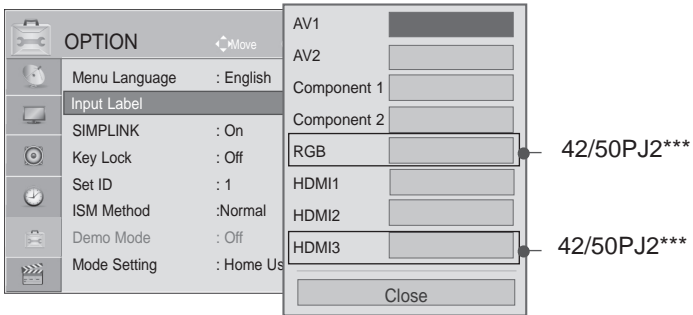 OPTION
Move
Menu Language : English
Input Label
SIMPLINK : On
Key Lock : Off
Set ID : 1
ISM Method :Normal
Demo Mode : Off
Mode Setting : Home Us
AV1
AV2
Component 1
Component 2
RGB
HDMI1
HDMI2
HDMI3
Close
42/50PJ2***
42/50PJ2***